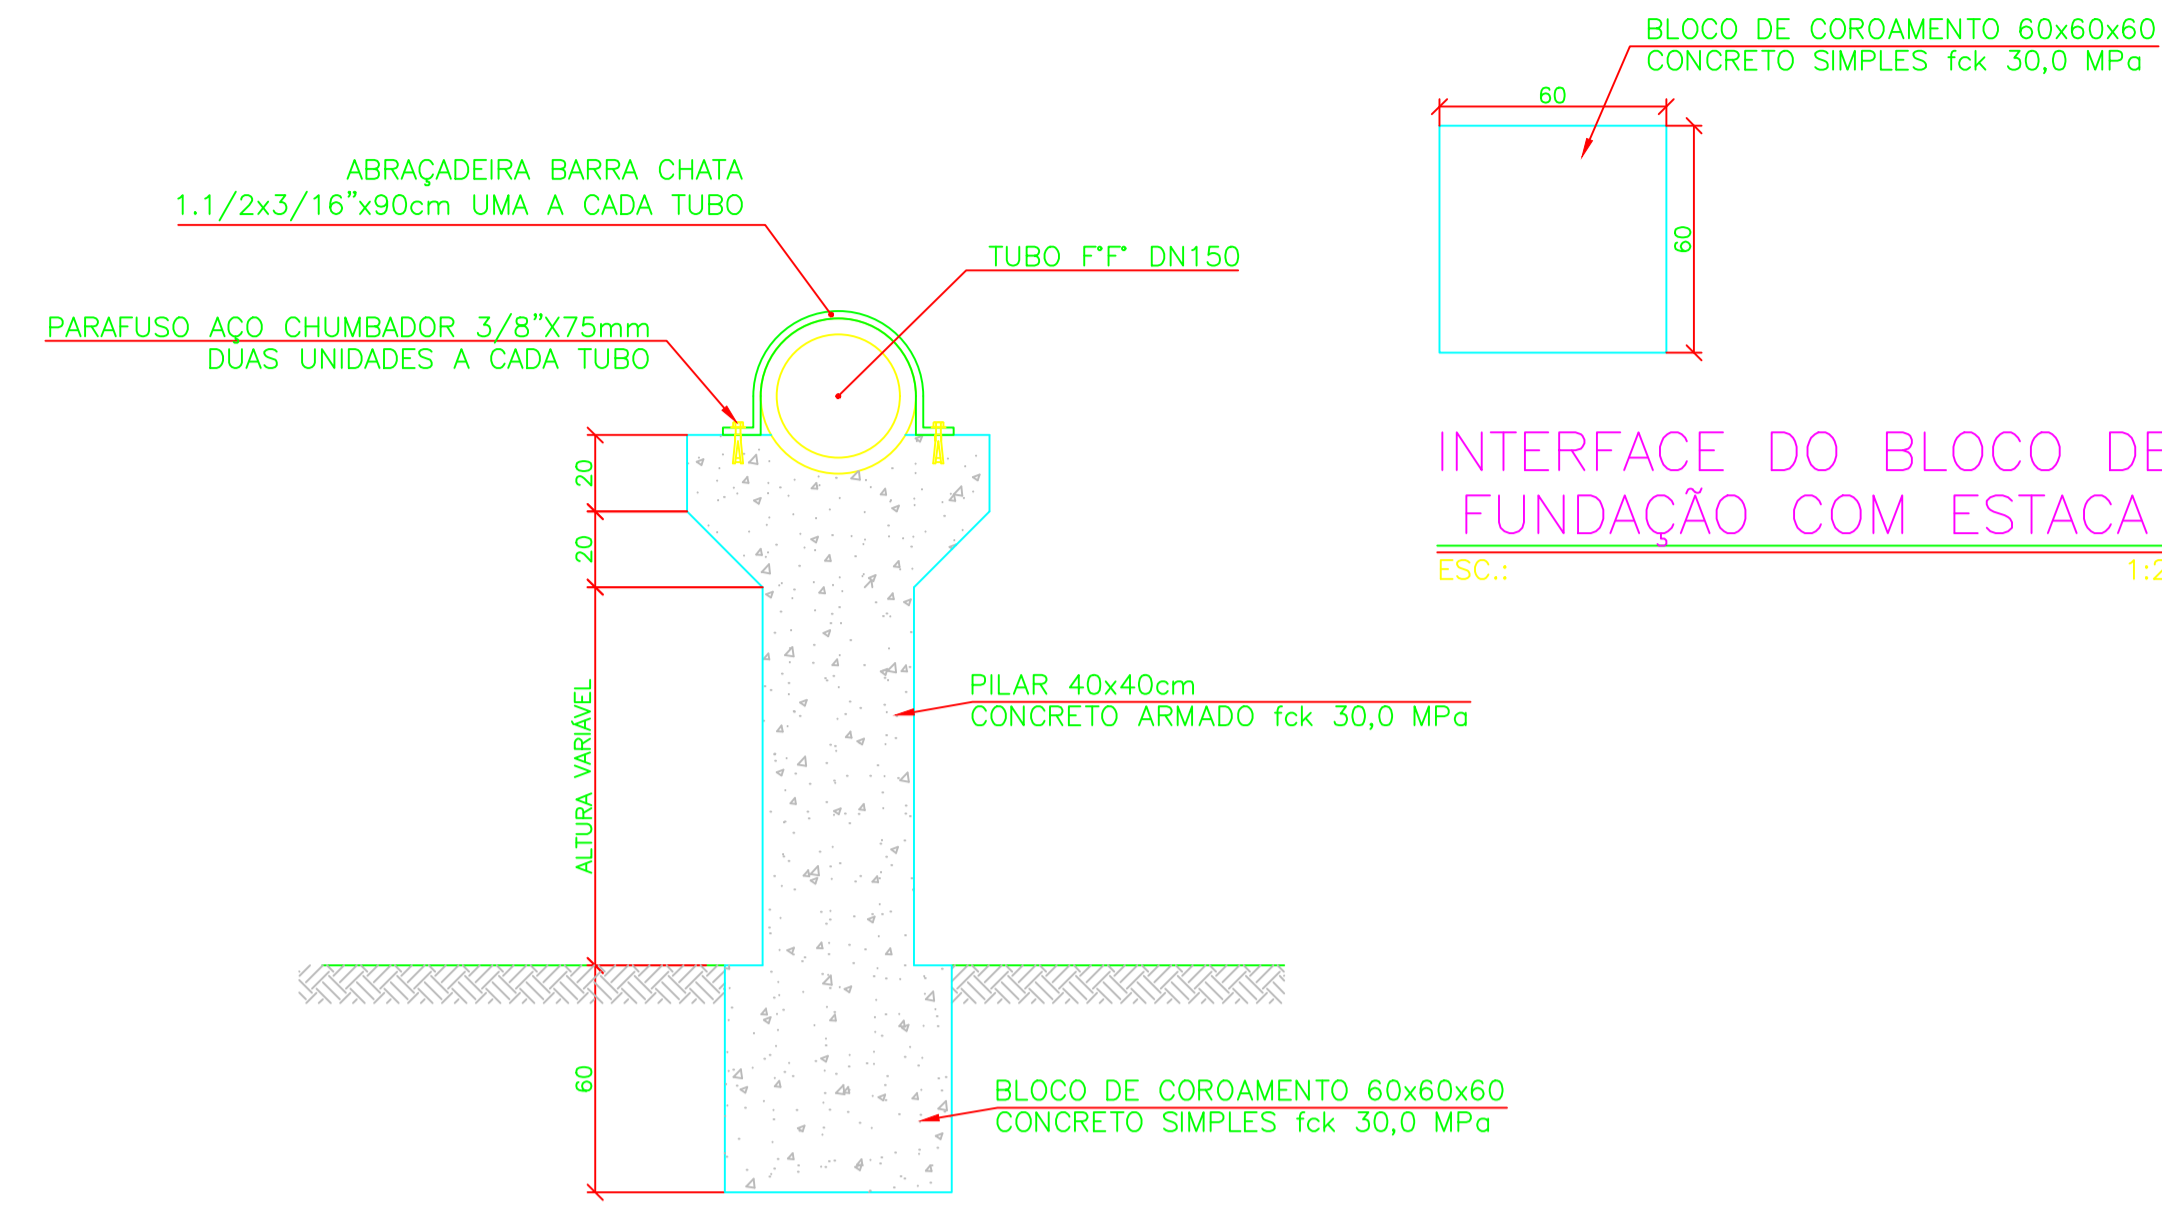 BLOCO DE COROAMENTO 60x60x60
CONCRETO SIMPLES fck 30,0 MPa
60
60
ABRAÇADEIRA BARRA CHATA
1.1/2x3/16"x90cm UMA A CADA TUBO
TUBO F°F° DN150
PARAFUSO AÇO CHUMBADOR 3/8"X75mm
DUAS UNIDADES A CADA TUBO
INTERFACE DO BLOCO DE
FUNDAÇÃO COM ESTACA
ESC.:
20
20
ALTURA VARIÁVEL
PILAR 40x40cm
CONCRETO ARMADO fck 30,0 MPa
60
BLOCO DE COROAMENTO 60x60x60
CONCRETO SIMPLES fck 30,0 MPa